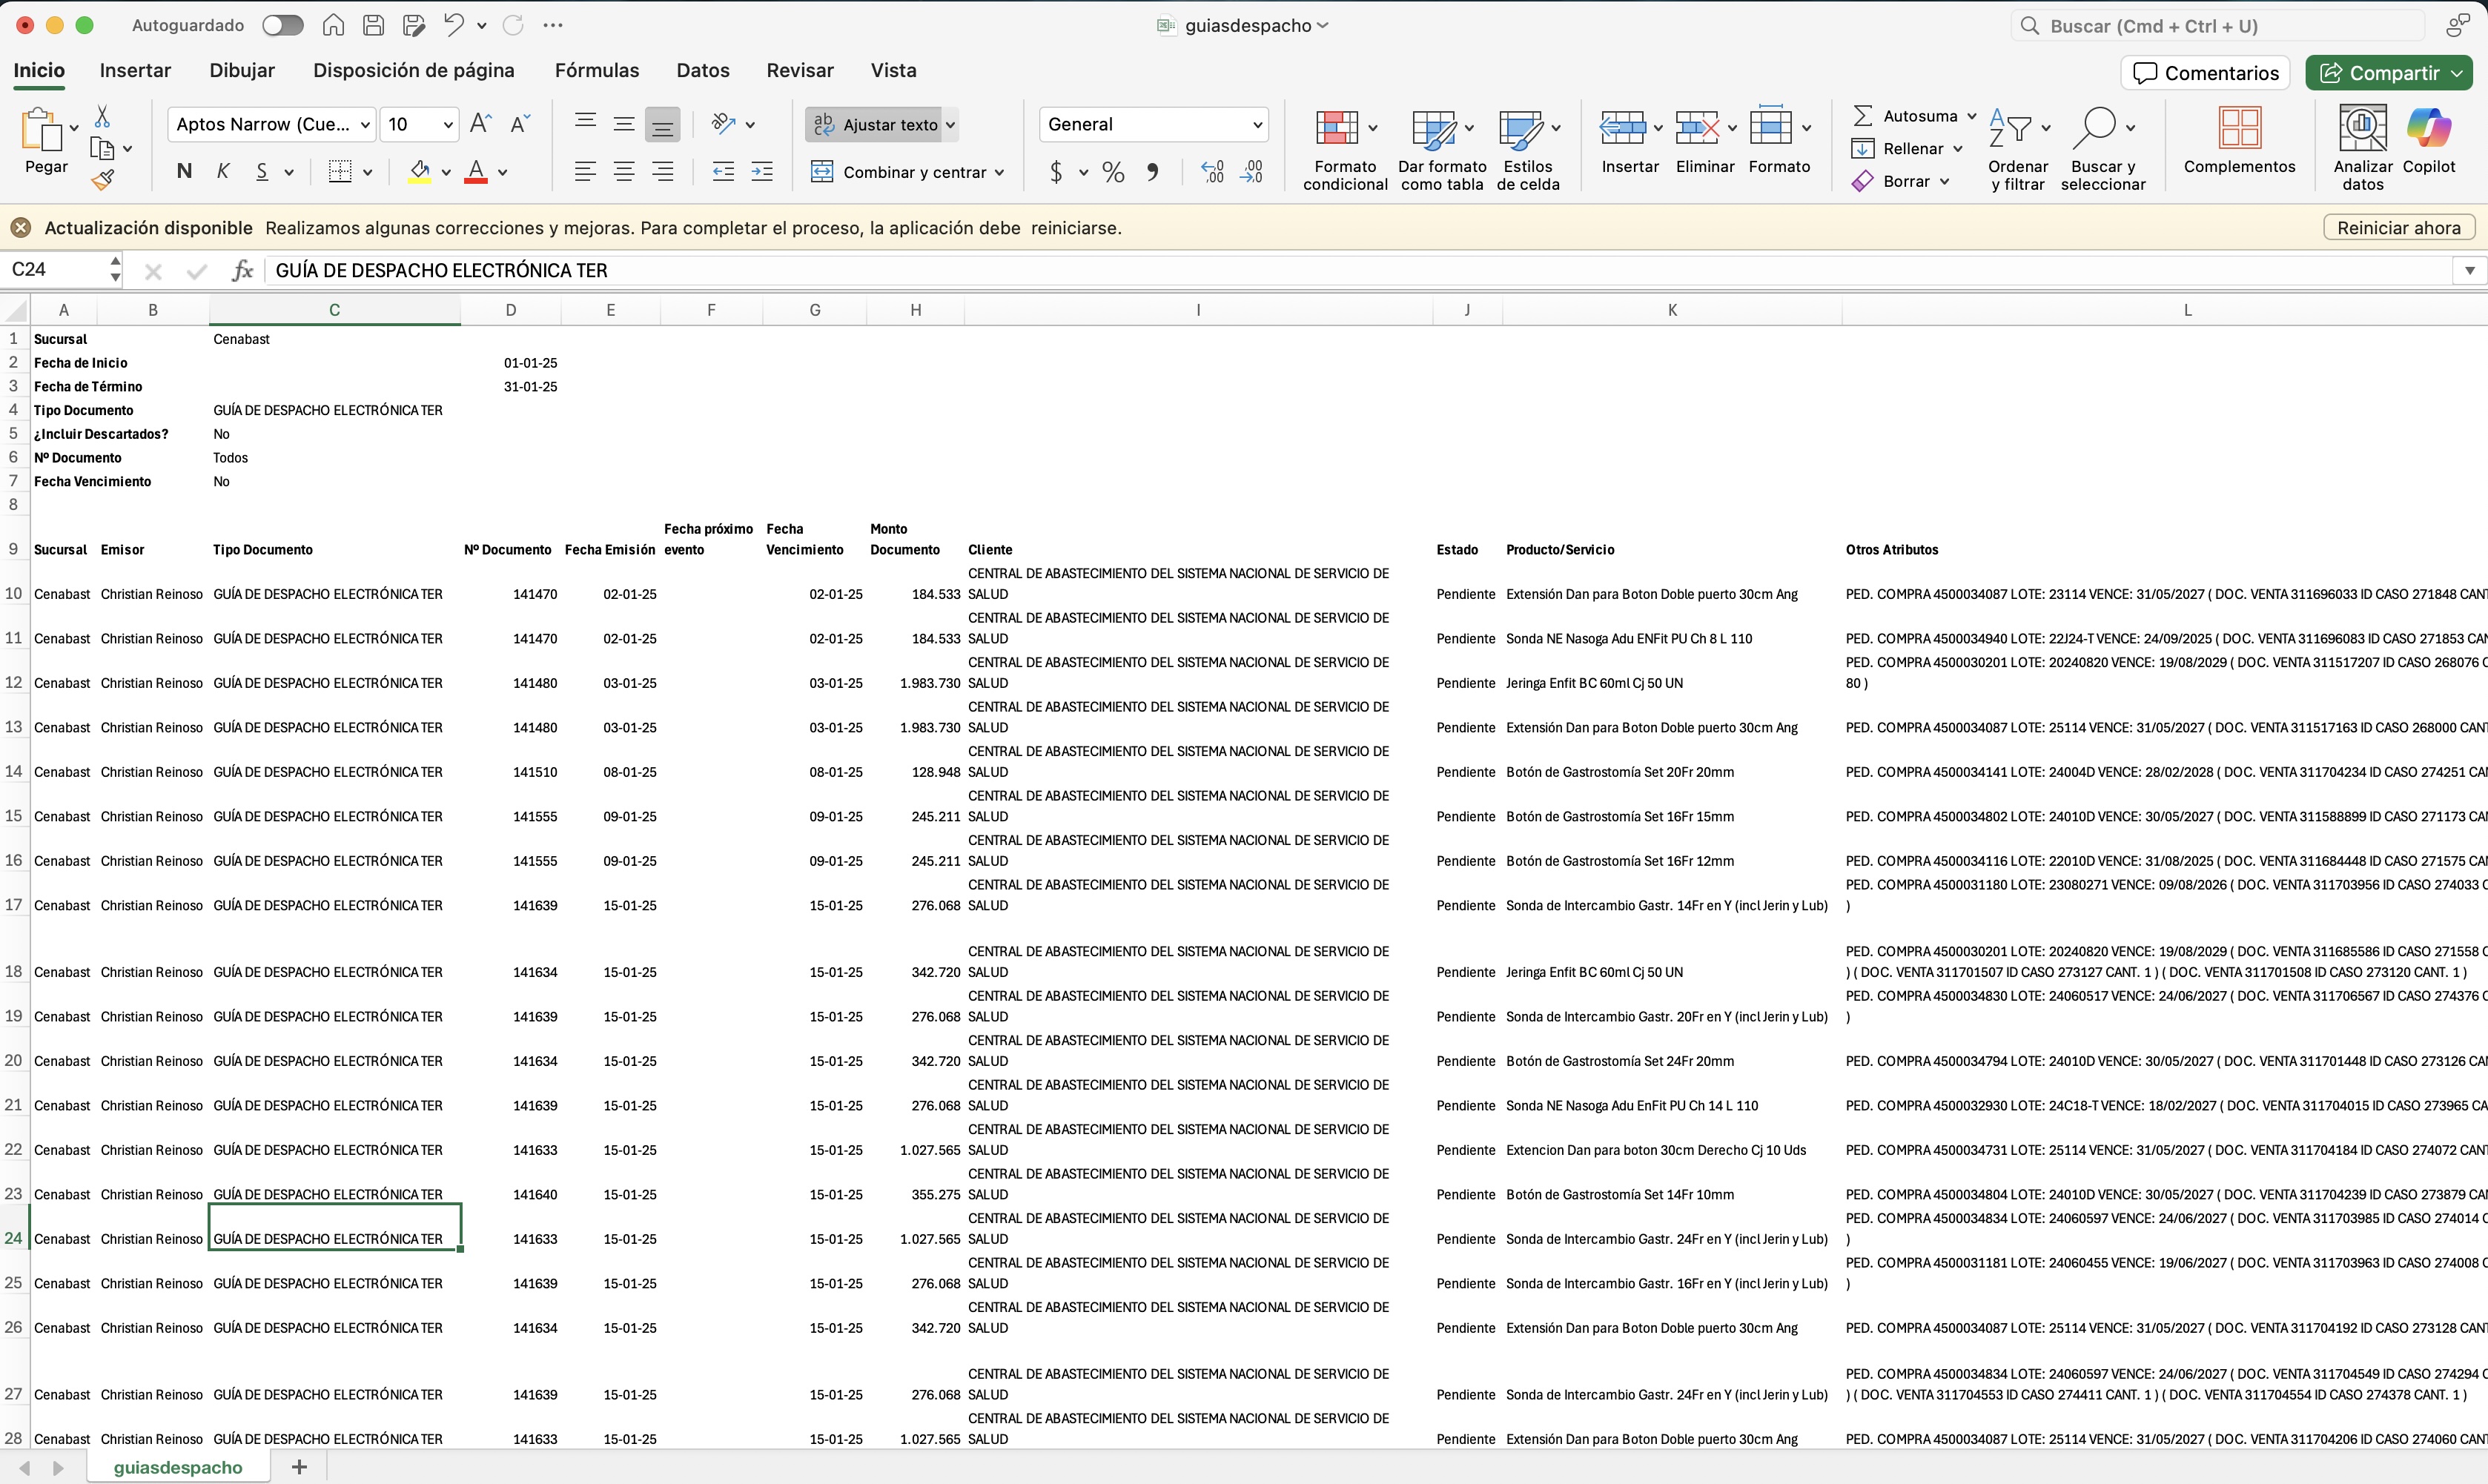 Autoguardado
guiasdespacho
Buscar (Cmd + Ctrl + U)
Inicio Insertar Dibujar Disposición de página Fórmulas Datos Revisar Vista
Comentarios Compartir
Pegar
Aptos Narrow (Cue... 10
N K S
Ajustar texto
Combinar y centrar
General
$ % 
Formato condicional
Dar formato como tabla
Estilos de celda
Insertar Eliminar Formato
Autosuma
Rellenar
Borrar
Ordenar y filtrar
Buscar y seleccionar
Complementos
Analizar datos
Copilot
Actualización disponible Realizamos algunas correcciones y mejoras. Para completar el proceso, la aplicación debe reiniciarse. Reiniciar ahora
C24 fx GUÍA DE DESPACHO ELECTRÓNICA TER
A B C D E F G H I J K L
1 Sucursal Cenabast
2 Fecha de Inicio 01-01-25
3 Fecha de Término 31-01-25
4 Tipo Documento GUÍA DE DESPACHO ELECTRÓNICA TER
5 ¿Incluir Descartados? No
6 Nº Documento Todos
7 Fecha Vencimiento No
8
9 Sucursal Emisor Tipo Documento Nº Documento Fecha Emisión Fecha próximo evento Fecha Vencimiento Monto Documento Cliente Estado Producto/Servicio Otros Atributos
10 Cenabast Christian Reinoso GUÍA DE DESPACHO ELECTRÓNICA TER 141470 02-01-25 02-01-25 184.533 CENTRAL DE ABASTECIMIENTO DEL SISTEMA NACIONAL DE SERVICIO DE SALUD Pendiente Extensión Dan para Boton Doble puerto 30cm Ang PED. COMPRA 4500034087 LOTE: 23114 VENCE: 31/05/2027 ( DOC. VENTA 311696033 ID CASO 271848
11 Cenabast Christian Reinoso GUÍA DE DESPACHO ELECTRÓNICA TER 141470 02-01-25 02-01-25 184.533 CENTRAL DE ABASTECIMIENTO DEL SISTEMA NACIONAL DE SERVICIO DE SALUD Pendiente Sonda NE Nasoga Adu ENFit PU Ch 8 L 110 PED. COMPRA 4500034940 LOTE: 22J24-T VENCE: 24/09/2025 ( DOC. VENTA 311696083 ID CASO 271853
12 Cenabast Christian Reinoso GUÍA DE DESPACHO ELECTRÓNICA TER 141480 03-01-25 03-01-25 1.983.730 CENTRAL DE ABASTECIMIENTO DEL SISTEMA NACIONAL DE SERVICIO DE SALUD Pendiente Jeringa Enfit BC 60ml Cj 50 UN PED. COMPRA 4500030201 LOTE: 20240820 VENCE: 19/08/2029 ( DOC. VENTA 311517207 ID CASO 268076 80 )
13 Cenabast Christian Reinoso GUÍA DE DESPACHO ELECTRÓNICA TER 141480 03-01-25 03-01-25 1.983.730 CENTRAL DE ABASTECIMIENTO DEL SISTEMA NACIONAL DE SERVICIO DE SALUD Pendiente Extensión Dan para Boton Doble puerto 30cm Ang PED. COMPRA 4500034087 LOTE: 25114 VENCE: 31/05/2027 ( DOC. VENTA 311517163 ID CASO 268000
14 Cenabast Christian Reinoso GUÍA DE DESPACHO ELECTRÓNICA TER 141510 08-01-25 08-01-25 128.948 CENTRAL DE ABASTECIMIENTO DEL SISTEMA NACIONAL DE SERVICIO DE SALUD Pendiente Botón de Gastrostomía Set 20Fr 20mm PED. COMPRA 4500034141 LOTE: 24004D VENCE: 28/02/2028 ( DOC. VENTA 311704234 ID CASO 274251
15 Cenabast Christian Reinoso GUÍA DE DESPACHO ELECTRÓNICA TER 141555 09-01-25 09-01-25 245.211 CENTRAL DE ABASTECIMIENTO DEL SISTEMA NACIONAL DE SERVICIO DE SALUD Pendiente Botón de Gastrostomía Set 16Fr 15mm PED. COMPRA 4500034802 LOTE: 24010D VENCE: 30/05/2027 ( DOC. VENTA 311588899 ID CASO 271173
16 Cenabast Christian Reinoso GUÍA DE DESPACHO ELECTRÓNICA TER 141555 09-01-25 09-01-25 245.211 CENTRAL DE ABASTECIMIENTO DEL SISTEMA NACIONAL DE SERVICIO DE SALUD Pendiente Botón de Gastrostomía Set 16Fr 12mm PED. COMPRA 4500034116 LOTE: 22010D VENCE: 31/08/2025 ( DOC. VENTA 311684448 ID CASO 271575
17 Cenabast Christian Reinoso GUÍA DE DESPACHO ELECTRÓNICA TER 141639 15-01-25 15-01-25 276.068 CENTRAL DE ABASTECIMIENTO DEL SISTEMA NACIONAL DE SERVICIO DE SALUD Pendiente Sonda de Intercambio Gastr. 14Fr en Y (incl Jerin y Lub) PED. COMPRA 4500031180 LOTE: 23080271 VENCE: 09/08/2026 ( DOC. VENTA 311703956 ID CASO 274033 )
18 Cenabast Christian Reinoso GUÍA DE DESPACHO ELECTRÓNICA TER 141634 15-01-25 15-01-25 342.720 CENTRAL DE ABASTECIMIENTO DEL SISTEMA NACIONAL DE SERVICIO DE SALUD Pendiente Jeringa Enfit BC 60ml Cj 50 UN PED. COMPRA 4500030201 LOTE: 20240820 VENCE: 19/08/2029 ( DOC. VENTA 311685586 ID CASO 271558 ) ( DOC. VENTA 311701507 ID CASO 273127 CANT. 1 ) ( DOC. VENTA 311701508 ID CASO 273120 CANT. 1 )
19 Cenabast Christian Reinoso GUÍA DE DESPACHO ELECTRÓNICA TER 141639 15-01-25 15-01-25 276.068 CENTRAL DE ABASTECIMIENTO DEL SISTEMA NACIONAL DE SERVICIO DE SALUD Pendiente Sonda de Intercambio Gastr. 20Fr en Y (incl Jerin y Lub) PED. COMPRA 4500034830 LOTE: 24060517 VENCE: 24/06/2027 ( DOC. VENTA 311706567 ID CASO 274376 )
20 Cenabast Christian Reinoso GUÍA DE DESPACHO ELECTRÓNICA TER 141634 15-01-25 15-01-25 342.720 CENTRAL DE ABASTECIMIENTO DEL SISTEMA NACIONAL DE SERVICIO DE SALUD Pendiente Botón de Gastrostomía Set 24Fr 20mm PED. COMPRA 4500034794 LOTE: 24010D VENCE: 30/05/2027 ( DOC. VENTA 311701448 ID CASO 273126
21 Cenabast Christian Reinoso GUÍA DE DESPACHO ELECTRÓNICA TER 141639 15-01-25 15-01-25 276.068 CENTRAL DE ABASTECIMIENTO DEL SISTEMA NACIONAL DE SERVICIO DE SALUD Pendiente Sonda NE Nasoga Adu EnFit PU Ch 14 L 110 PED. COMPRA 4500032930 LOTE: 24C18-T VENCE: 18/02/2027 ( DOC. VENTA 311704015 ID CASO 273965
22 Cenabast Christian Reinoso GUÍA DE DESPACHO ELECTRÓNICA TER 141633 15-01-25 15-01-25 1.027.565 CENTRAL DE ABASTECIMIENTO DEL SISTEMA NACIONAL DE SERVICIO DE SALUD Pendiente Extencion Dan para boton 30cm Derecho Cj 10 Uds PED. COMPRA 4500034731 LOTE: 25114 VENCE: 31/05/2027 ( DOC. VENTA 311704184 ID CASO 274072
23 Cenabast Christian Reinoso GUÍA DE DESPACHO ELECTRÓNICA TER 141640 15-01-25 15-01-25 355.275 CENTRAL DE ABASTECIMIENTO DEL SISTEMA NACIONAL DE SERVICIO DE SALUD Pendiente Botón de Gastrostomía Set 14Fr 10mm PED. COMPRA 4500034804 LOTE: 24010D VENCE: 30/05/2027 ( DOC. VENTA 311704239 ID CASO 273879
24 Cenabast Christian Reinoso GUÍA DE DESPACHO ELECTRÓNICA TER 141633 15-01-25 15-01-25 1.027.565 CENTRAL DE ABASTECIMIENTO DEL SISTEMA NACIONAL DE SERVICIO DE SALUD Pendiente Sonda de Intercambio Gastr. 24Fr en Y (incl Jerin y Lub) PED. COMPRA 4500034834 LOTE: 24060597 VENCE: 24/06/2027 ( DOC. VENTA 311703985 ID CASO 274014 )
25 Cenabast Christian Reinoso GUÍA DE DESPACHO ELECTRÓNICA TER 141639 15-01-25 15-01-25 276.068 CENTRAL DE ABASTECIMIENTO DEL SISTEMA NACIONAL DE SERVICIO DE SALUD Pendiente Sonda de Intercambio Gastr. 16Fr en Y (incl Jerin y Lub) PED. COMPRA 4500031181 LOTE: 24060455 VENCE: 19/06/2027 ( DOC. VENTA 311703963 ID CASO 274008 )
26 Cenabast Christian Reinoso GUÍA DE DESPACHO ELECTRÓNICA TER 141634 15-01-25 15-01-25 342.720 CENTRAL DE ABASTECIMIENTO DEL SISTEMA NACIONAL DE SERVICIO DE SALUD Pendiente Extensión Dan para Boton Doble puerto 30cm Ang PED. COMPRA 4500034087 LOTE: 25114 VENCE: 31/05/2027 ( DOC. VENTA 311704192 ID CASO 273128
27 Cenabast Christian Reinoso GUÍA DE DESPACHO ELECTRÓNICA TER 141639 15-01-25 15-01-25 276.068 CENTRAL DE ABASTECIMIENTO DEL SISTEMA NACIONAL DE SERVICIO DE SALUD Pendiente Sonda de Intercambio Gastr. 24Fr en Y (incl Jerin y Lub) PED. COMPRA 4500034834 LOTE: 24060597 VENCE: 24/06/2027 ( DOC. VENTA 311704549 ID CASO 274294 ) ( DOC. VENTA 311704553 ID CASO 274411 CANT. 1 ) ( DOC. VENTA 311704554 ID CASO 274378 CANT. 1 )
28 Cenabast Christian Reinoso GUÍA DE DESPACHO ELECTRÓNICA TER 141633 15-01-25 15-01-25 1.027.565 CENTRAL DE ABASTECIMIENTO DEL SISTEMA NACIONAL DE SERVICIO DE SALUD Pendiente Extensión Dan para Boton Doble puerto 30cm Ang PED. COMPRA 4500034087 LOTE: 25114 VENCE: 31/05/2027 ( DOC. VENTA 311704206 ID CASO 274060
guiasdespacho